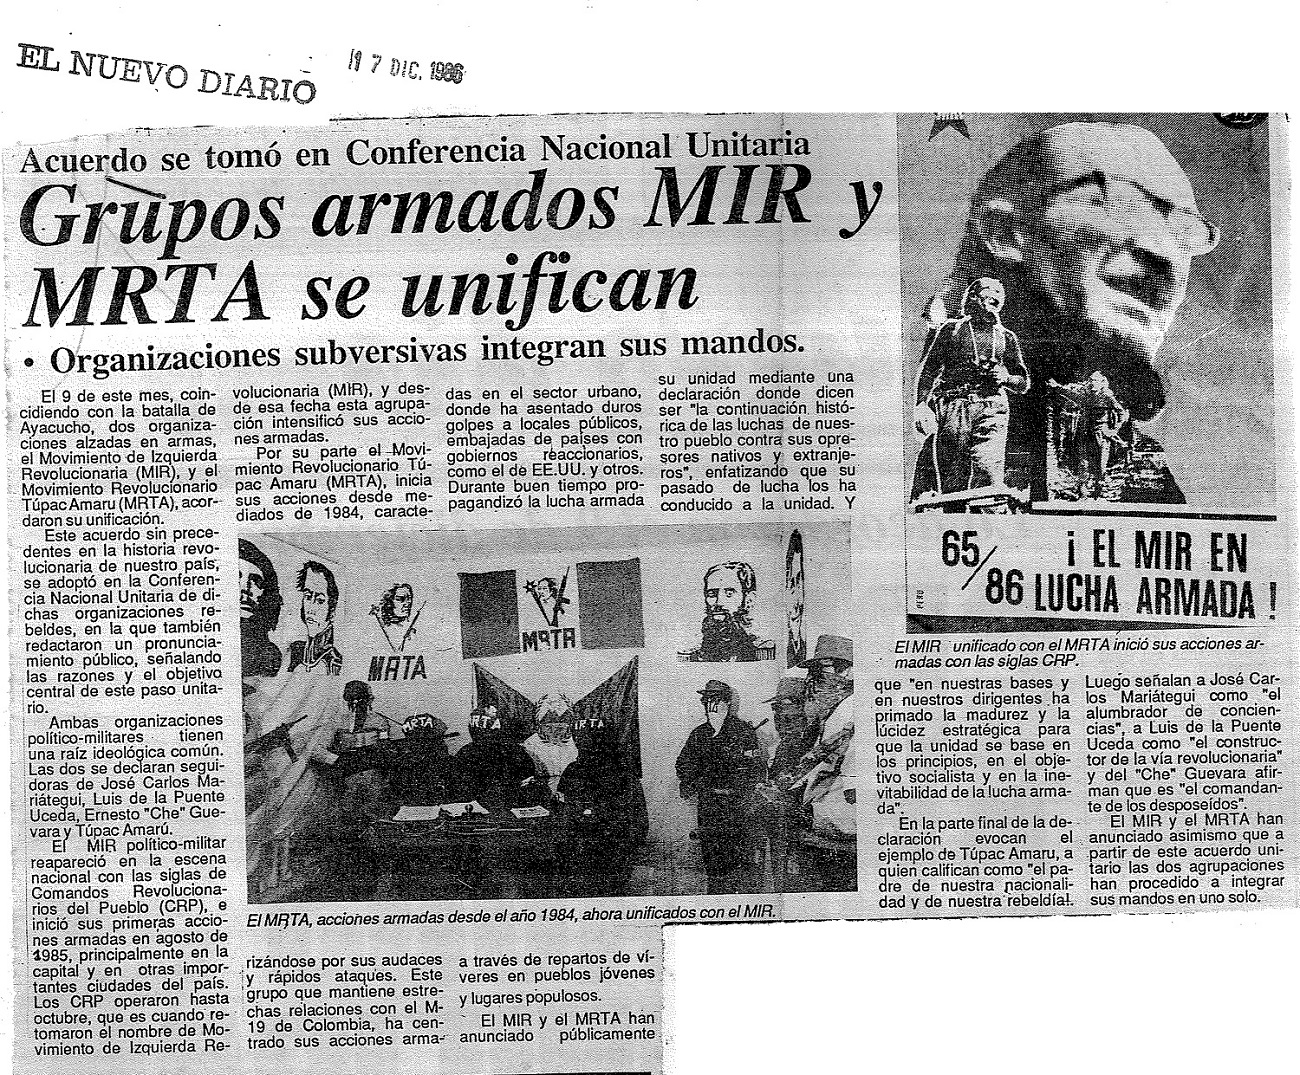 EL NUEVO DIARIO
17 DIC. 1986
Acuerdo se tomó en Conferencia Nacional Unitaria
Grupos armados MIR y
MRTA se unifican
• Organizaciones subversivas integran sus mandos.
El 9 de este mes, coin-
cidiendo con la batalla de
Ayacucho, dos organiza-
ciones alzadas en armas,
el Movimiento de Izquierda
Revolucionaria (MIR), y el
Movimiento Revolucionario
Túpac Amaru (MRTA), acor-
daron su unificación.
Este acuerdo sin prece-
dentes en la historia revo-
lucionaria de nuestro país,
se adoptó en la Conferen-
cia Nacional Unitaria de di-
chas organizaciones re-
beldes, en la que también
redactaron un pronuncia-
miento público, señalando
las razones y el objetivo
central de este paso unita-
rio.
Ambas organizaciones
político-militares tienen
una raíz ideológica común.
Las dos se declaran segui-
doras de José Carlos Ma-
riátegui, Luis de la Puente
Uceda, Ernesto "Che" Gue-
vara y Túpac Amarú.
El MIR político-militar
reapareció en la escena
nacional con las siglas de
Comandos Revoluciona-
rios del Pueblo (CRP), e
inició sus primeras accio-
nes armadas en agosto de
1985, principalmente en la
capital y en otras impor-
tantes ciudades del país.
Los CRP operaron hasta
octubre, que es cuando re-
tomaron el nombre de Mo-
vimiento de Izquierda Re-
volucionaria (MIR), y des-
de esa fecha esta agrupa-
ción intensificó sus accio-
nes armadas.
Por su parte el Movi-
miento Revolucionario Tú-
pac Amaru (MRTA), inicia
sus acciones desde me-
diados de 1984, caracte-
MRTA
MRTA
MRTA
RTA
RTA
El MRTA, acciones armadas desde el año 1984, ahora unificados con el MIR.
rizándose por sus audaces
y rápidos ataques. Este
grupo que mantiene estre-
chas relaciones con el M-
19 de Colombia, ha cen-
trado sus acciones arma-
das en el sector urbano,
donde ha asentado duros
golpes a locales públicos,
embajadas de países con
gobiernos reaccionarios,
como el de EE.UU. y otros.
Durante buen tiempo pro-
pagandizó la lucha armada
a través de repartos de ví-
veres en pueblos jóvenes
y lugares populosos.
El MIR y el MRTA han
anunciado públicamente
su unidad mediante una
declaración donde dicen
ser "la continuación histó-
rica de las luchas de nues-
tro pueblo contra sus opre-
sores nativos y extranje-
ros", enfatizando que su
pasado de lucha los ha
conducido a la unidad. Y
65/86
¡ EL MIR EN
LUCHA ARMADA !
PERU
El MIR unificado con el MRTA inició sus acciones ar-
madas con las siglas CRP.
que "en nuestras bases y
en nuestros dirigentes ha
primado la madurez y la
lúcidez estratégica para
que la unidad se base en
los principios, en el obje-
tivo socialista y en la ine-
vitabilidad de la lucha arma-
da".
En la parte final de la de-
claración evocan el
ejemplo de Túpac Amaru, a
quien califican como "el pa-
dre de nuestra nacionali-
dad y de nuestra rebeldía!.
Luego señalan a José Car-
los Mariátegui como "el
alumbrador de concien-
cias", a Luis de la Puente
Uceda como "el construc-
tor de la vía revolucionaria"
y del "Che" Guevara afir-
man que es "el comandan-
te de los desposeídos".
El MIR y el MRTA han
anunciado asimismo que a
partir de este acuerdo uni-
tario las dos agrupaciones
han procedido a integrar
sus mandos en uno solo.